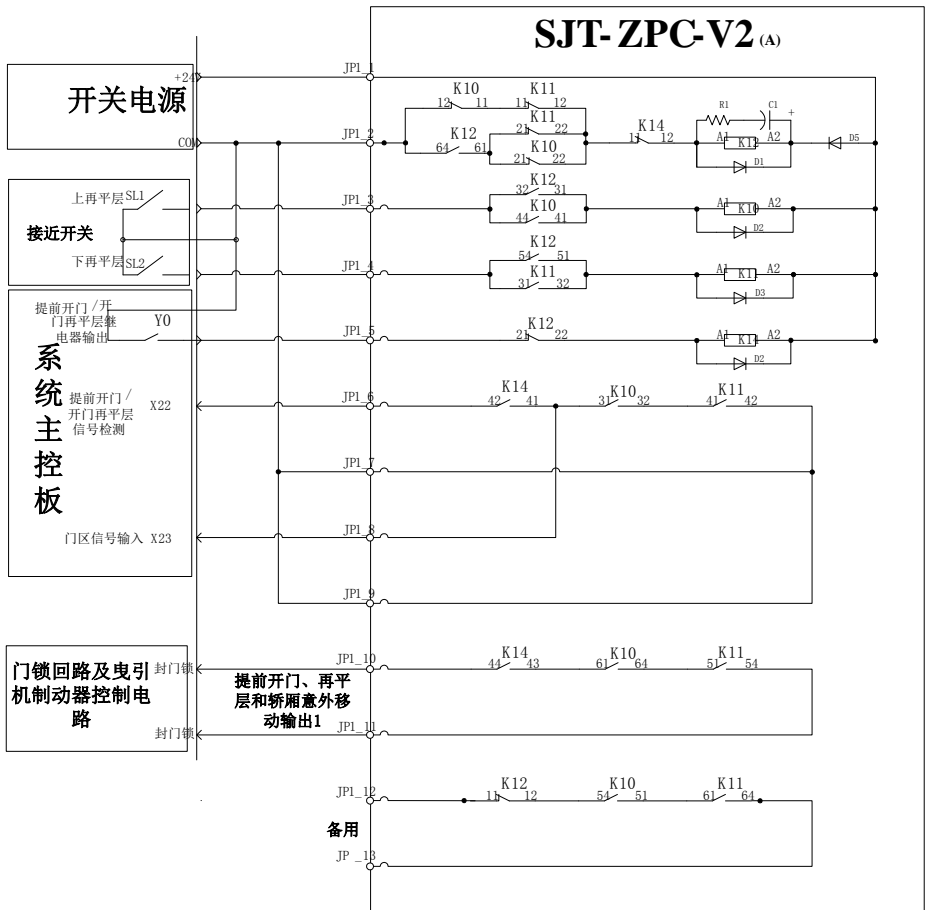 SJT-ZPC-V2 (A)
开关电源
+24V
COM
JP1_1
JP1_2
K10
12 11
K11
11 12
K12
64 61
K11
21 22
K10
21 22
K14
11 12
R1
C1
+
A1 K12 A2
D1
D5
接近开关
上再平层 SL1
下再平层 SL2
JP1_3
K12
32 31
K10
44 41
A1 K10 A2
D2
JP1_4
K12
54 51
K11
31 32
A1 K11 A2
D3
系统主控板
提前开门/开
门再平层继
电器输出
Y0
JP1_5
K12
21 22
A1 K14 A2
D2
提前开门/
开门再平层
信号检测
X22
JP1_6
K14
42 41
K10
31 32
K11
41 42
JP1_7
门区信号输入 X23
JP1_8
JP1_9
门锁回路及曳引
机制动器控制电
路
封门锁
封门锁
提前开门、再平
层和轿厢意外移
动输出1
JP1_10
K14
44 43
K10
61 64
K11
51 54
JP1_11
JP1_12
K12
11 12
K10
54 51
K11
61 64
备用
JP _13